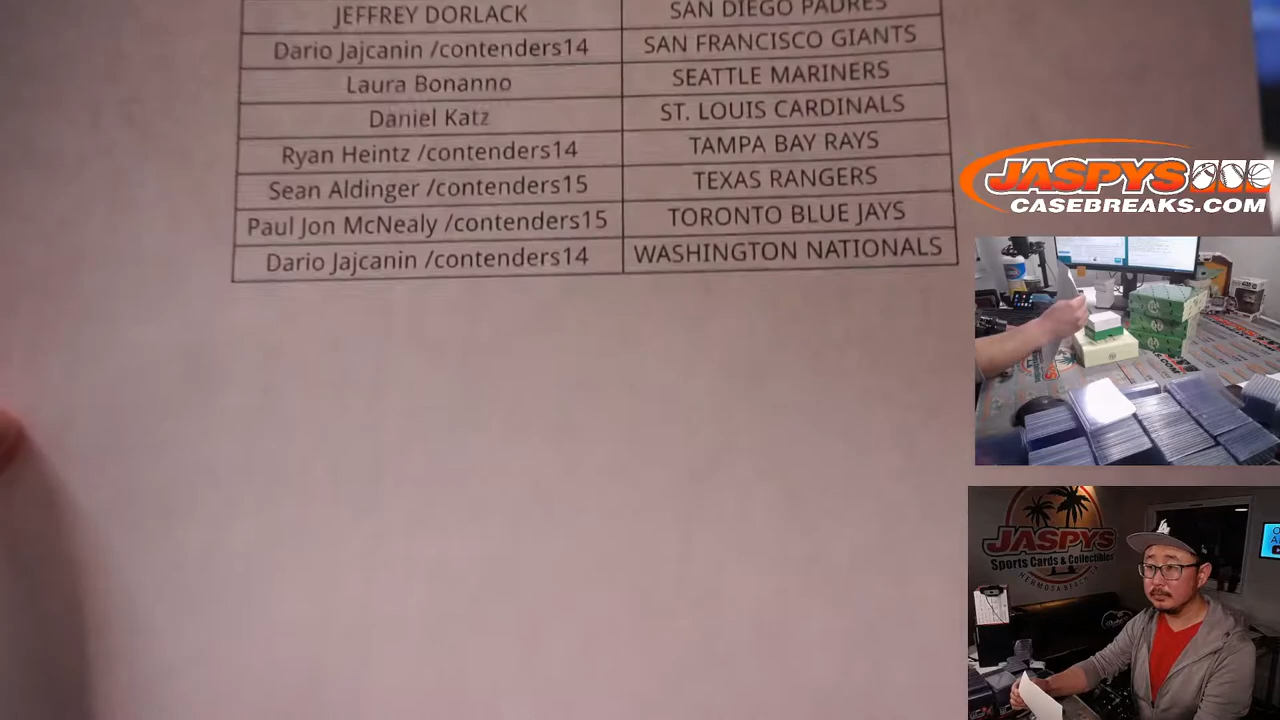 JEFFREY DORLACK SAN DIEGO PADRES
Dario Jajcanin /contenders14 SAN FRANCISCO GIANTS
Laura Bonanno SEATTLE MARINERS
Daniel Katz ST. LOUIS CARDINALS
Ryan Heintz /contenders14 TAMPA BAY RAYS
Sean Aldinger /contenders15 TEXAS RANGERS
Paul Jon McNealy /contenders15 TORONTO BLUE JAYS
Dario Jajcanin /contenders14 WASHINGTON NATIONALS
JASPYS
CASEBREAKS.COM
JASPYS
Sports Cards & Collectibles
HERMOSA BEACH